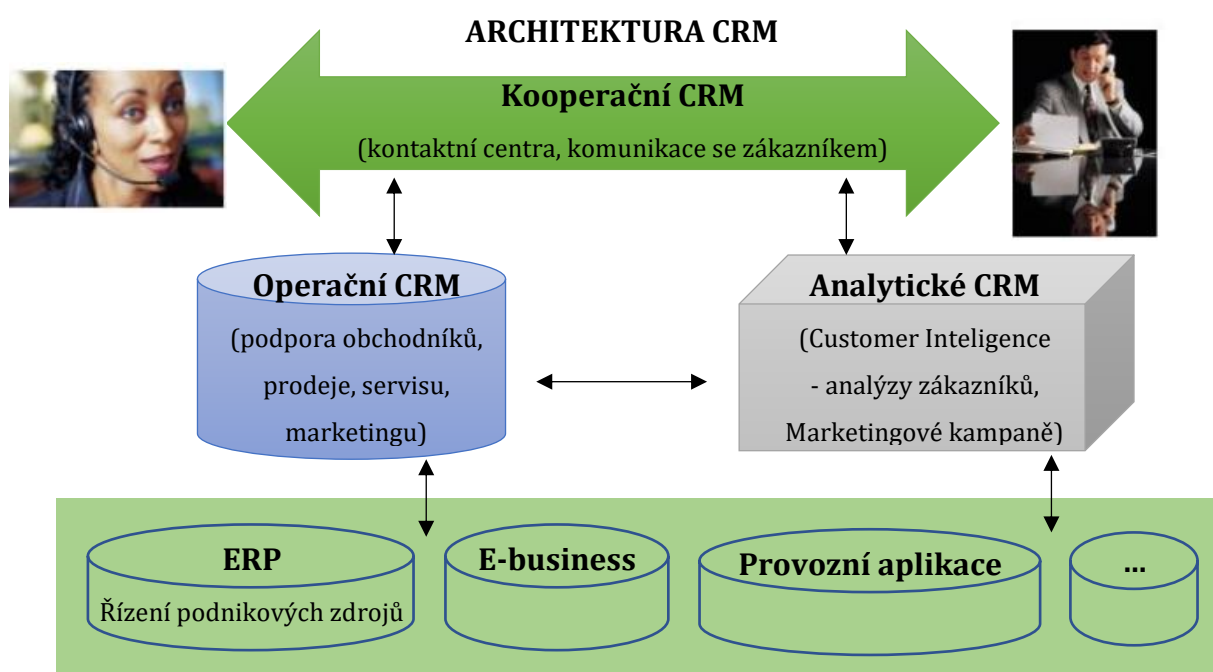 ARCHITEKTURA CRM
Kooperační CRM
(kontaktní centra, komunikace se zákazníkem)
Operační CRM
(podpora obchodníků,
prodeje, servisu,
marketingu)
Analytické CRM
(Customer Inteligence
- analýzy zákazníků,
Marketingové kampaně)
ERP
Řízení podnikových zdrojů
E-business
Provozní aplikace
...